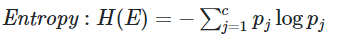 Entropy : H(E) = − ∑_{j=1}^{c} p_j log p_j